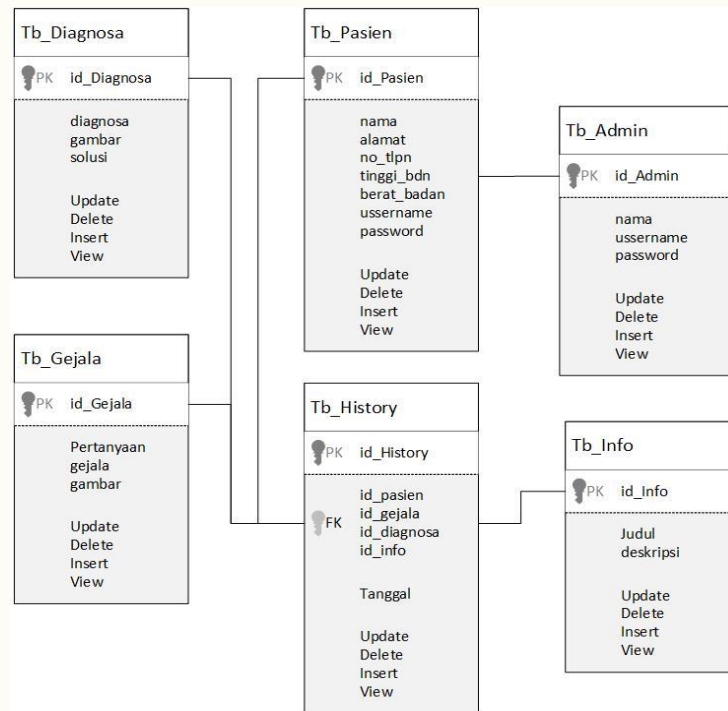 Tb_Diagnosa
PK id_Diagnosa
diagnosa
gambar
solusi
Update
Delete
Insert
View
Tb_Pasien
PK id_Pasien
nama
alamat
no_tlpn
tinggi_bdn
berat_badan
ussername
password
Update
Delete
Insert
View
Tb_Admin
PK id_Admin
nama
ussername
password
Update
Delete
Insert
View
Tb_Gejala
PK id_Gejala
Pertanyaan
gejala
gambar
Update
Delete
Insert
View
Tb_History
PK id_History
id_pasien
id_gejala
FK id_diagnosa
id_info
Tanggal
Update
Delete
Insert
View
Tb_Info
PK id_Info
Judul
deskripsi
Update
Delete
Insert
View